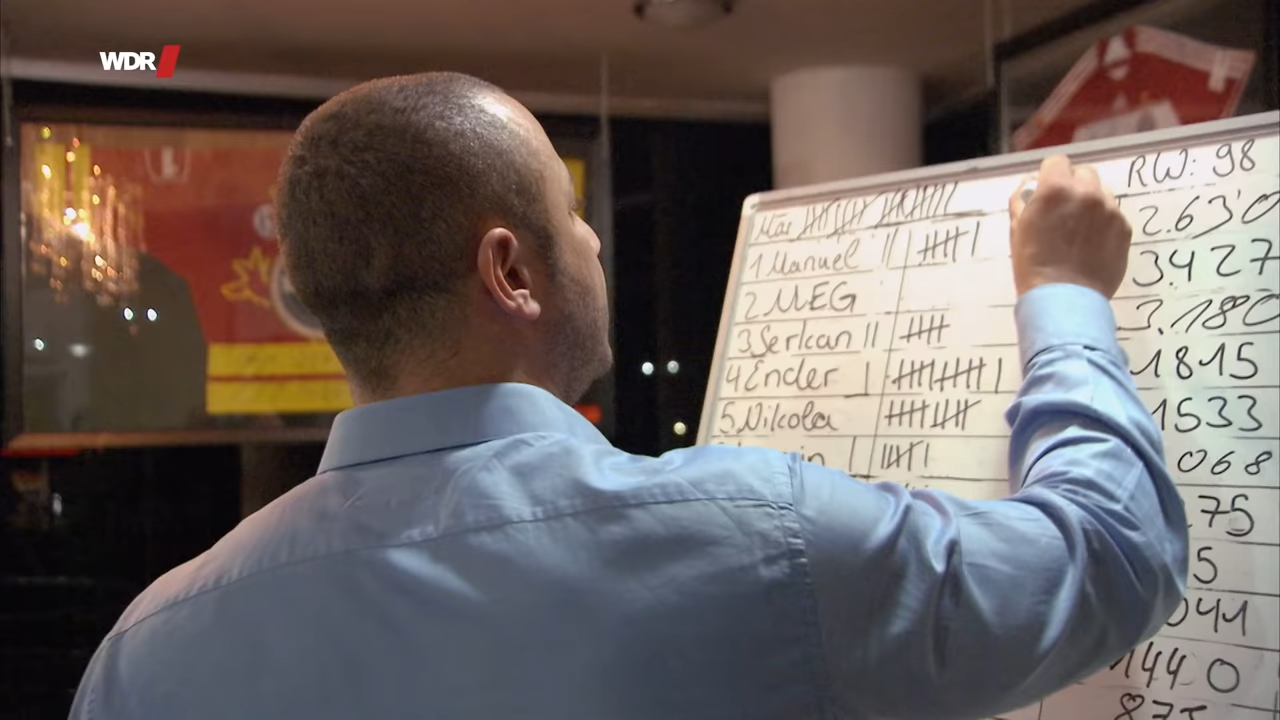 WDR
RW: 98
Mär
1 Manuel 2.630
2 MEG 3.427
3 Serkan 3.180
4 Ender 1815
5 Nikola 1533
068
75
5
041
1440